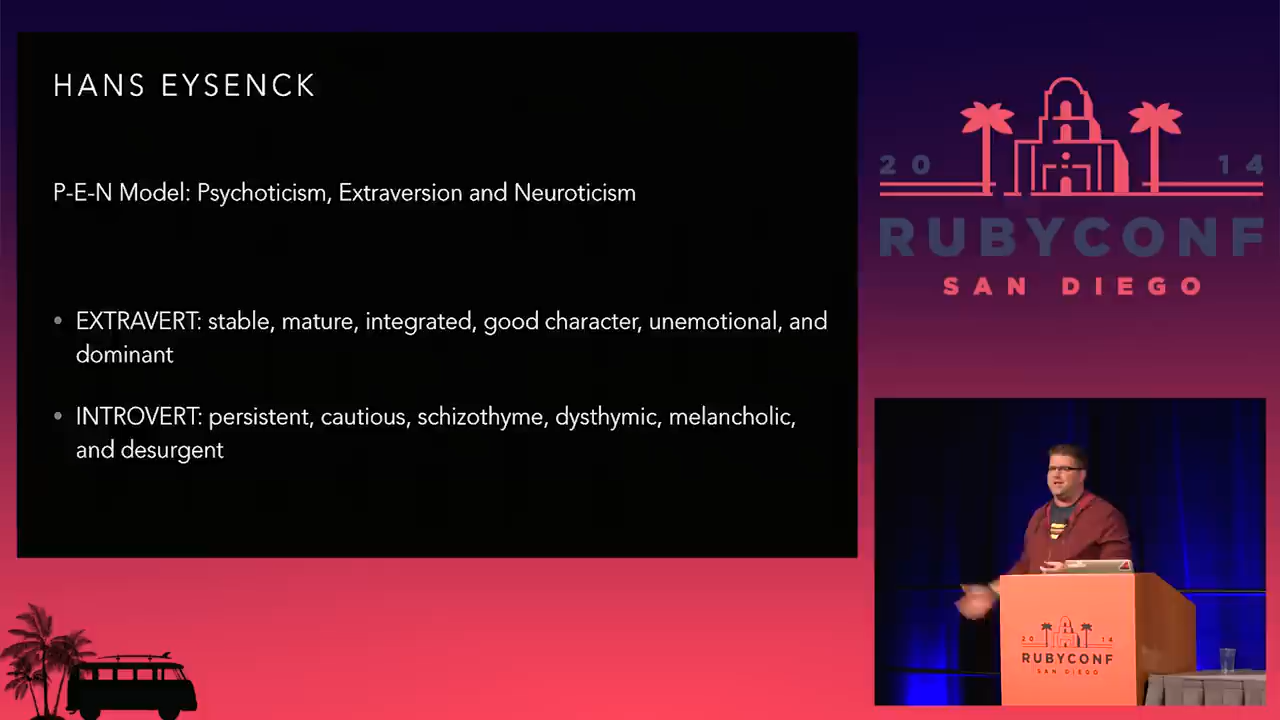 HANS EYSENCK
P-E-N Model: Psychoticism, Extraversion and Neuroticism
• EXTRAVERT: stable, mature, integrated, good character, unemotional, and
dominant
• INTROVERT: persistent, cautious, schizothyme, dysthymic, melancholic,
and desurgent
20 14
RUBYCONF
SAN DIEGO
20 14
RUBYCONF
SAN DIEGO